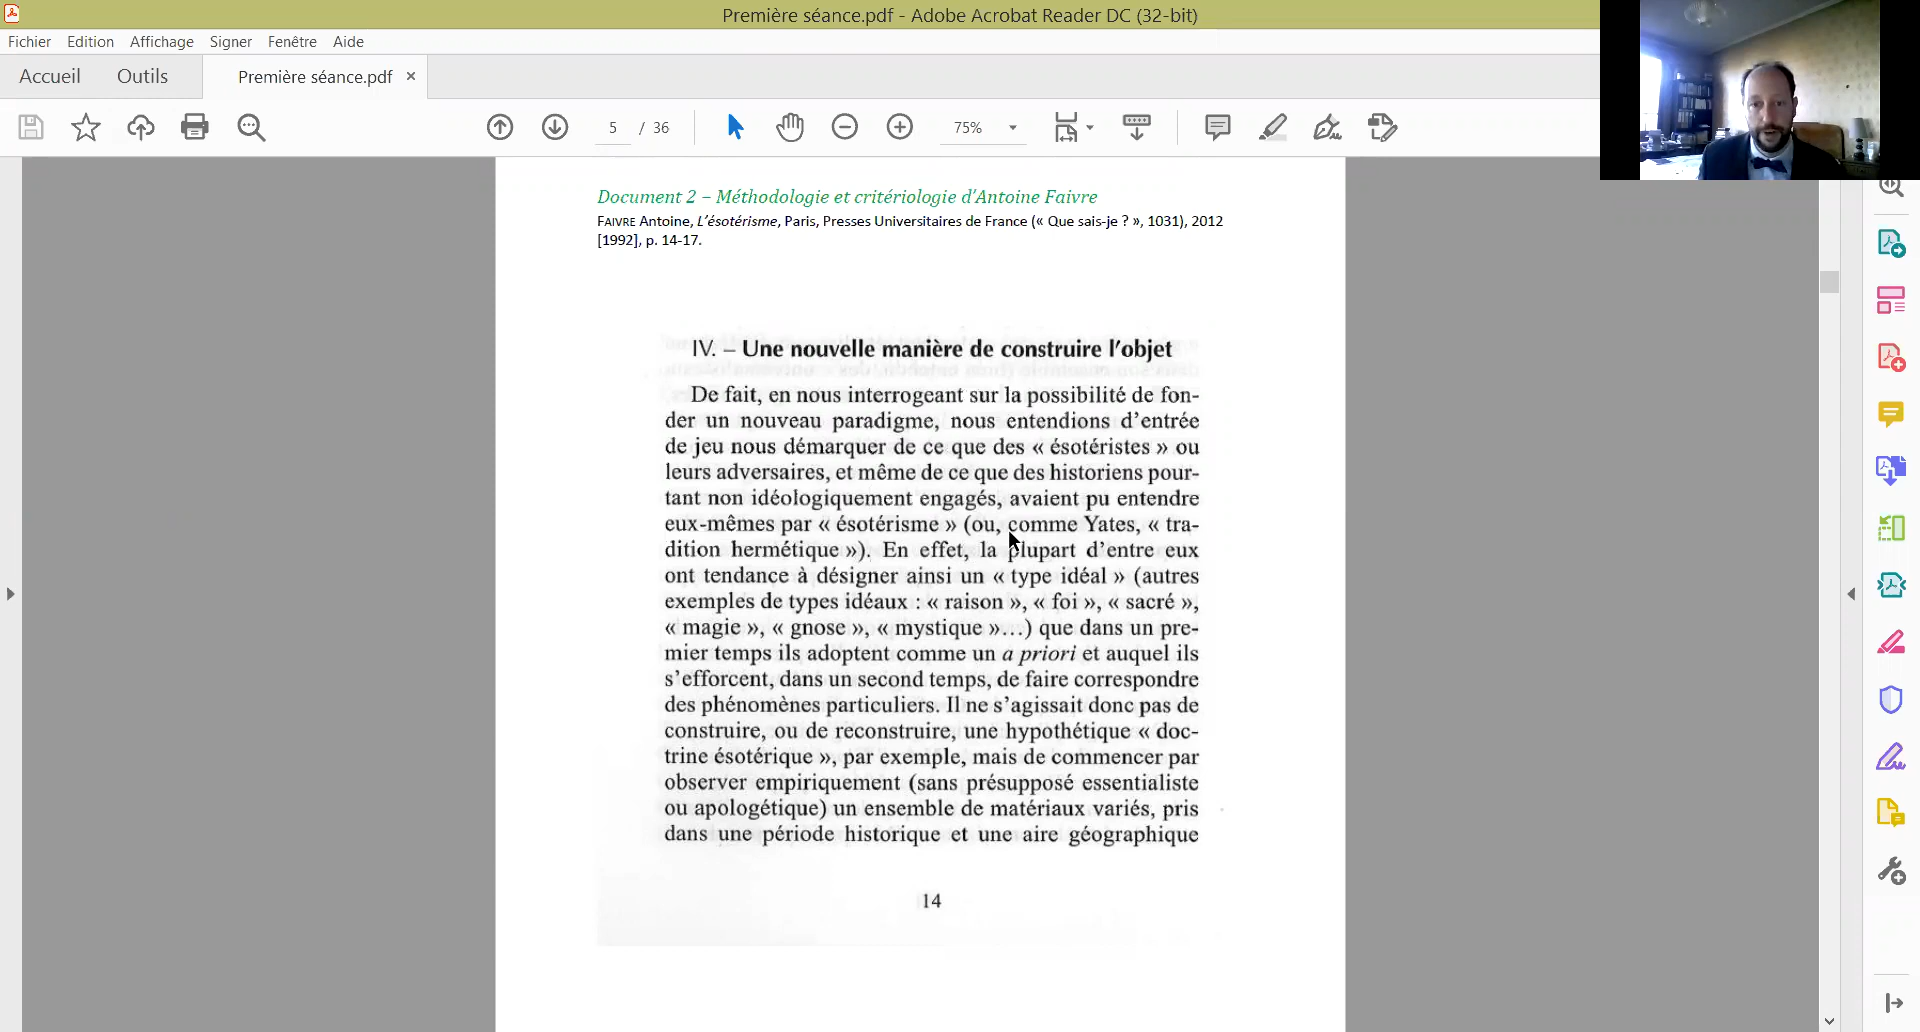 Première séance.pdf - Adobe Acrobat Reader DC (32-bit)
Fichier Edition Affichage Signer Fenêtre Aide
Accueil Outils Première séance.pdf ×
5 / 36 75%
Document 2 – Méthodologie et critériologie d'Antoine Faivre
FAIVRE Antoine, L'ésotérisme, Paris, Presses Universitaires de France (« Que sais-je ? », 1031), 2012
[1992], p. 14-17.
IV. – Une nouvelle manière de construire l'objet
De fait, en nous interrogeant sur la possibilité de fon-
der un nouveau paradigme, nous entendions d'entrée
de jeu nous démarquer de ce que des « ésotéristes » ou
leurs adversaires, et même de ce que des historiens pour-
tant non idéologiquement engagés, avaient pu entendre
eux-mêmes par « ésotérisme » (ou, comme Yates, « tra-
dition hermétique »). En effet, la plupart d'entre eux
ont tendance à désigner ainsi un « type idéal » (autres
exemples de types idéaux : « raison », « foi », « sacré »,
« magie », « gnose », « mystique »…) que dans un pre-
mier temps ils adoptent comme un a priori et auquel ils
s'efforcent, dans un second temps, de faire correspondre
des phénomènes particuliers. Il ne s'agissait donc pas de
construire, ou de reconstruire, une hypothétique « doc-
trine ésotérique », par exemple, mais de commencer par
observer empiriquement (sans présupposé essentialiste
ou apologétique) un ensemble de matériaux variés, pris
dans une période historique et une aire géographique
14